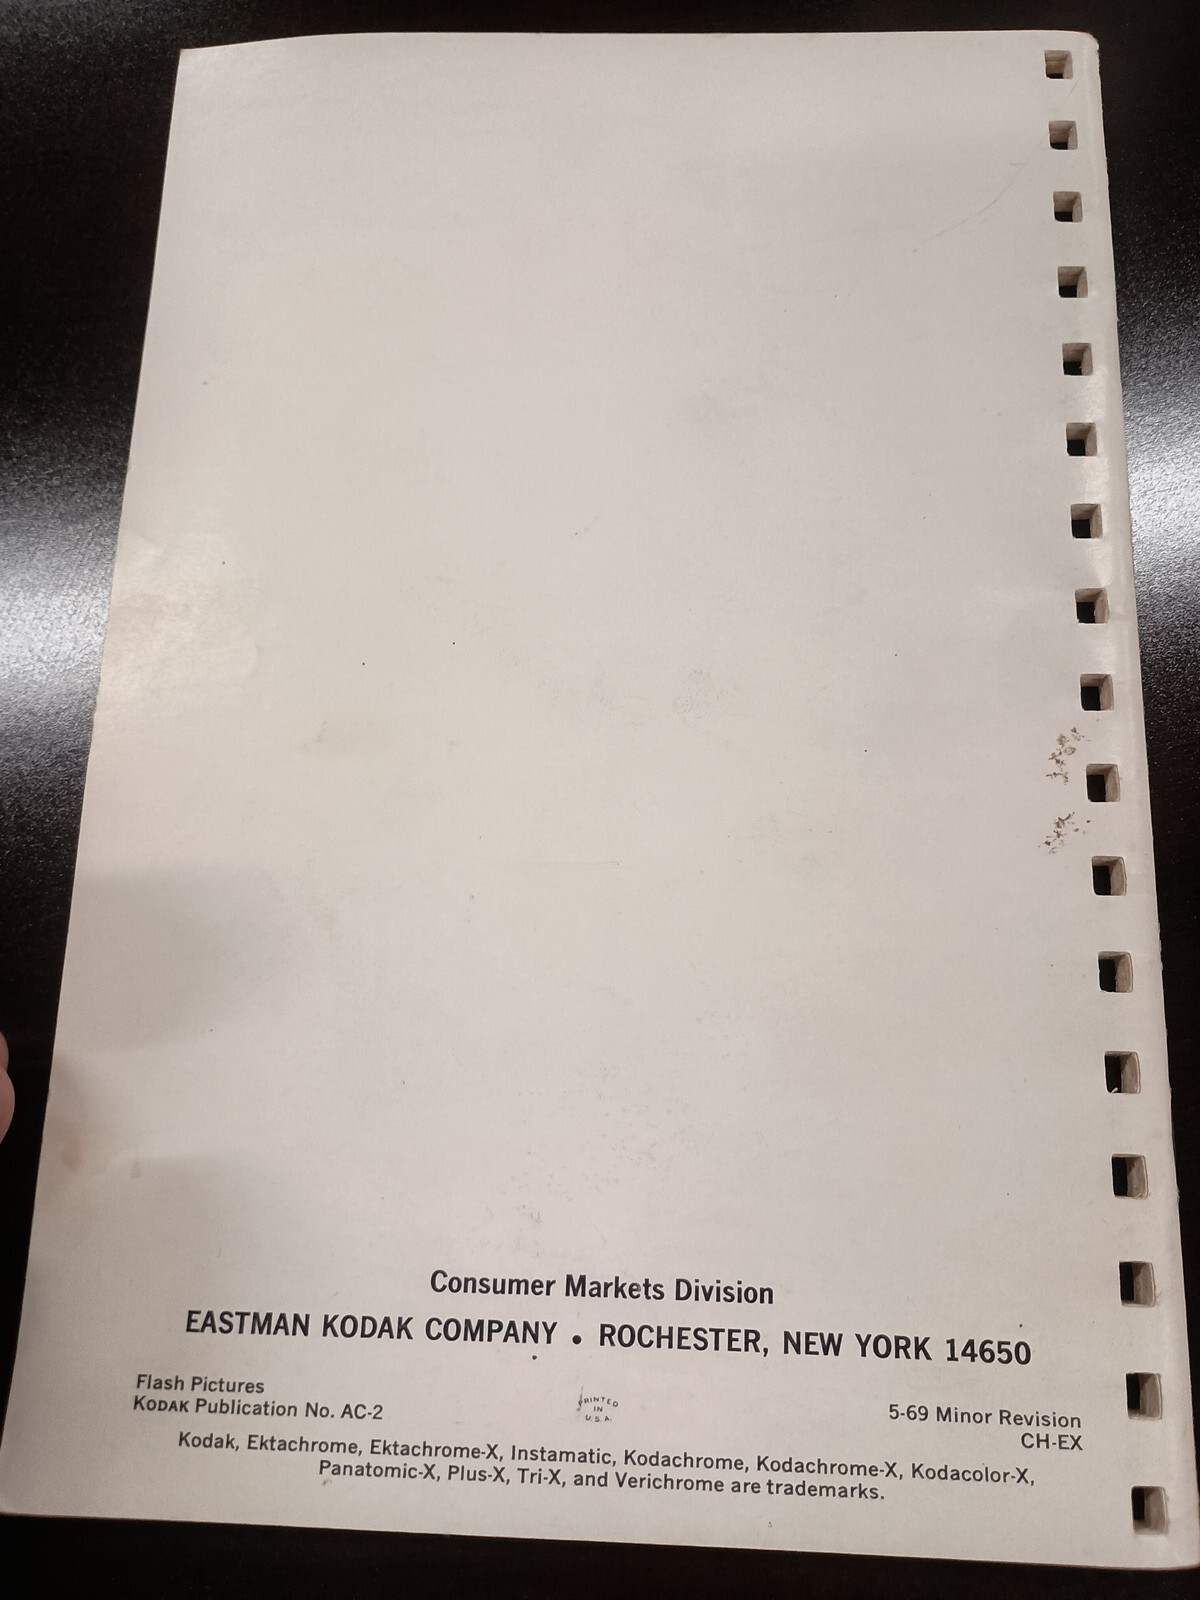 Consumer Markets Division
EASTMAN KODAK COMPANY • ROCHESTER, NEW YORK 14650
Flash Pictures
KODAK Publication No. AC-2
PRINTED
IN
U.S.A.
5-69 Minor Revision
CH-EX
Kodak, Ektachrome, Ektachrome-X, Instamatic, Kodachrome, Kodachrome-X, Kodacolor-X,
Panatomic-X, Plus-X, Tri-X, and Verichrome are trademarks.